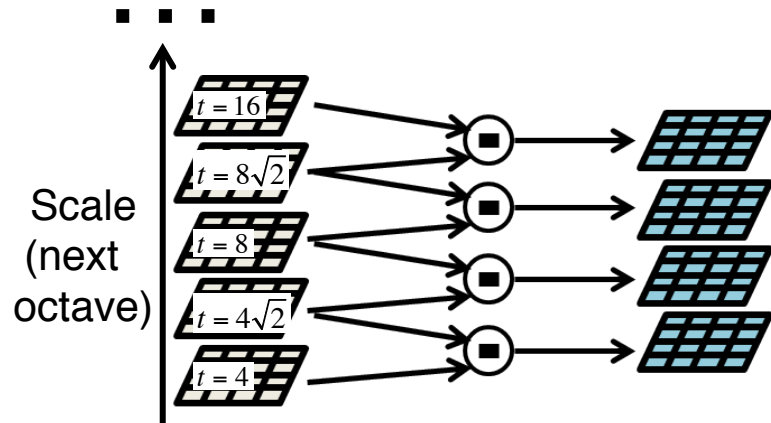 t = 16
t = 8√2
Scale
(next
octave)
t = 8
t = 4√2
t = 4